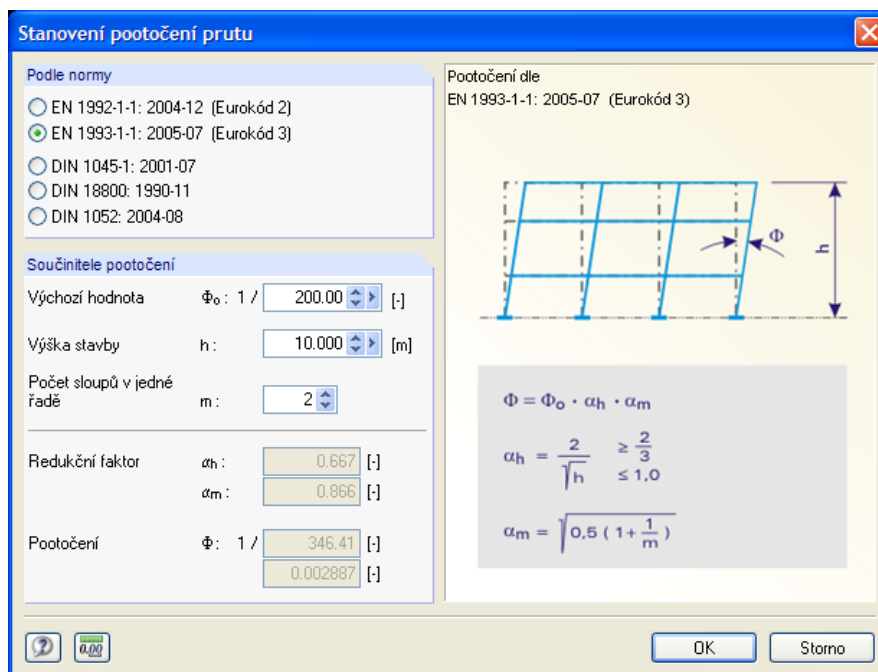 Stanovení pootočení prutu
Podle normy
EN 1992-1-1: 2004-12 (Eurokód 2)
EN 1993-1-1: 2005-07 (Eurokód 3)
DIN 1045-1: 2001-07
DIN 18800: 1990-11
DIN 1052: 2004-08
Součinitele pootočení
Výchozí hodnota Φo : 1 / 200.00 [-]
Výška stavby h : 10.000 [m]
Počet sloupů v jedné
řadě m : 2
Redukční faktor αh : 0.667 [-]
αm : 0.866 [-]
Pootočení Φ: 1 / 346.41 [-]
0.002887 [-]
Pootočení dle
EN 1993-1-1: 2005-07 (Eurokód 3)
Φ
h
Φ = Φo · αh · αm
αh = 2/√h ≥ 2/3 ≤ 1,0
αm = √0,5 ( 1+ 1/m )
0.00
OK
Storno